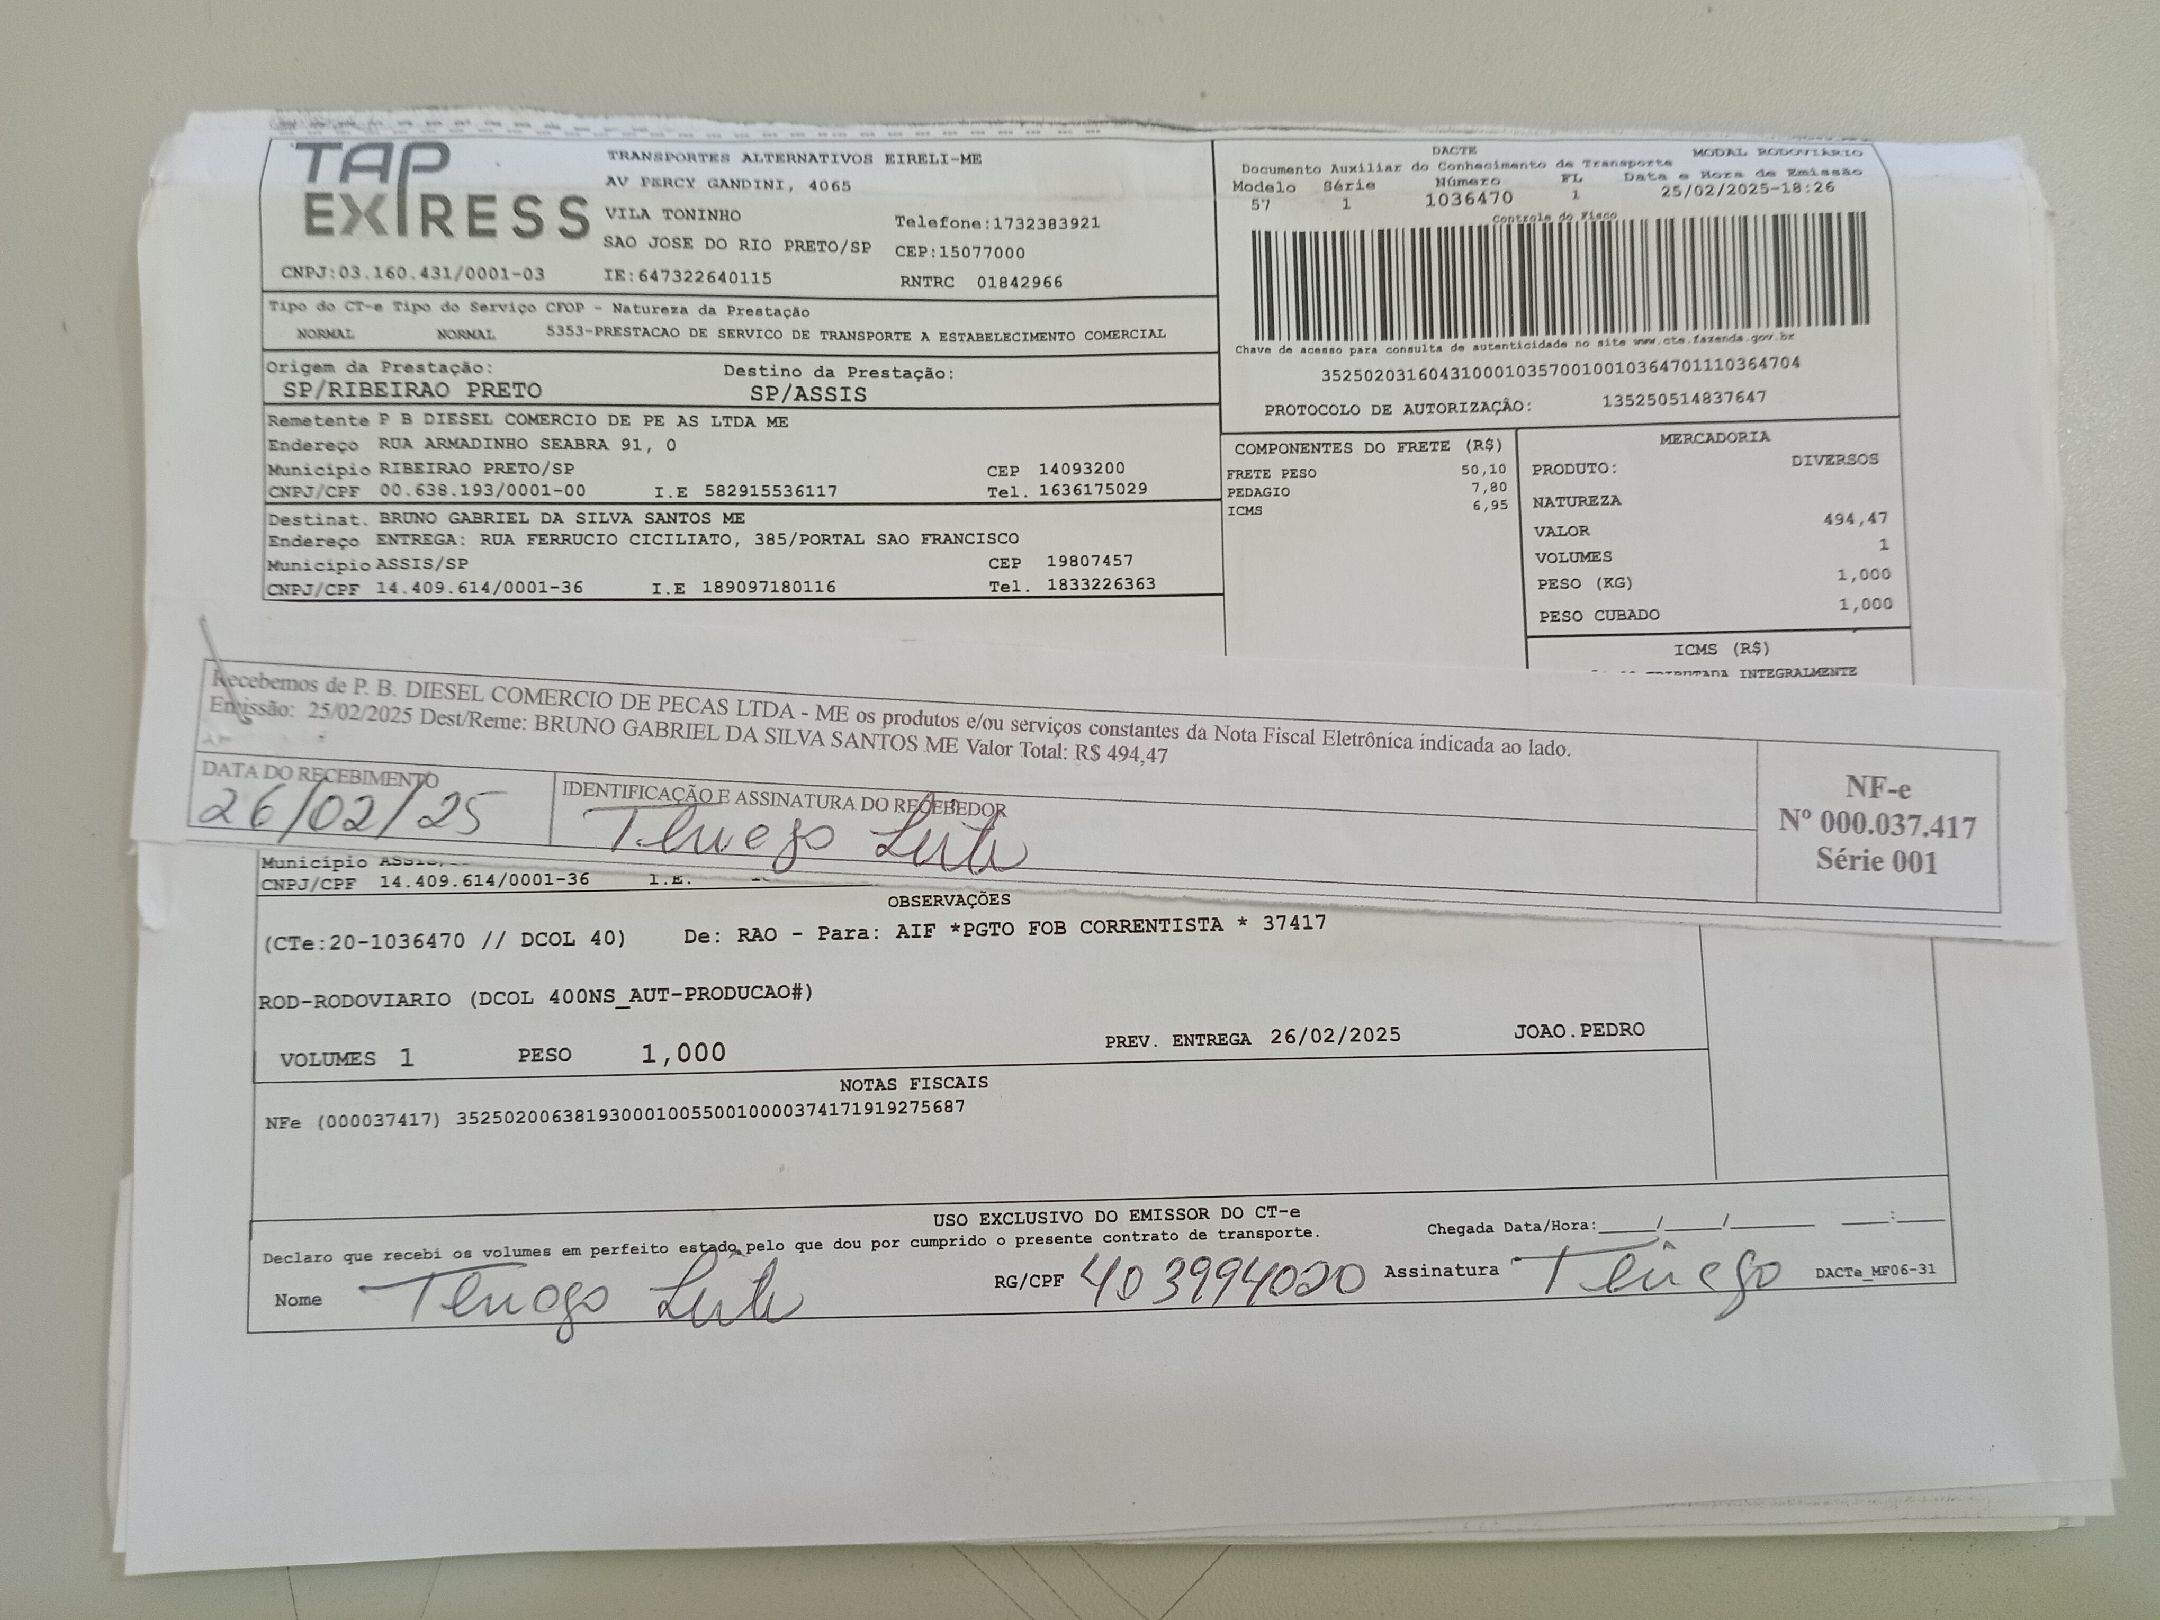 TAP EXPRESS
TRANSPORTES ALTERNATIVOS EIRELI-ME
AV PERCY GANDINI, 4065
VILA TONINHO Telefone:1732383921
SAO JOSE DO RIO PRETO/SP CEP:15077000
CNPJ:03.160.431/0001-03 IE:647322640115 RNTRC 01842966
DACTE MODAL RODOVIÁRIO
Documento Auxiliar do Conhecimento de Transporte
Modelo Série Número FL Data e Hora de Emissão
57 1 1036470 1 25/02/2025-18:26
Controle do Fisco
Chave de acesso para consulta de autenticidade no site www.cte.fazenda.gov.br
35250203160431000103570010010364701110364704
PROTOCOLO DE AUTORIZAÇÃO: 135250514837647
Tipo do CT-e Tipo do Serviço CFOP - Natureza da Prestação
NORMAL NORMAL 5353-PRESTACAO DE SERVICO DE TRANSPORTE A ESTABELECIMENTO COMERCIAL
Origem da Prestação: Destino da Prestação:
SP/RIBEIRAO PRETO SP/ASSIS
Remetente P B DIESEL COMERCIO DE PE AS LTDA ME
Endereço RUA ARMADINHO SEABRA 91, 0
Município RIBEIRAO PRETO/SP CEP 14093200
CNPJ/CPF 00.638.193/0001-00 I.E 582915536117 Tel. 1636175029
Destinat. BRUNO GABRIEL DA SILVA SANTOS ME
Endereço ENTREGA: RUA FERRUCIO CICILIATO, 385/PORTAL SAO FRANCISCO
Município ASSIS/SP CEP 19807457
CNPJ/CPF 14.409.614/0001-36 I.E 189097180116 Tel. 1833226363
COMPONENTES DO FRETE (R$)
FRETE PESO 50,10
PEDAGIO 7,80
ICMS 6,95
MERCADORIA
PRODUTO: DIVERSOS
NATUREZA
VALOR 494,47
VOLUMES 1
PESO (KG) 1,000
PESO CUBADO 1,000
ICMS (R$)
TRIBUTADA INTEGRALMENTE
Recebemos de P. B. DIESEL COMERCIO DE PECAS LTDA - ME os produtos e/ou serviços constantes da Nota Fiscal Eletrônica indicada ao lado.
Emissão: 25/02/2025 Dest/Reme: BRUNO GABRIEL DA SILVA SANTOS ME Valor Total: R$ 494,47
DATA DO RECEBIMENTO IDENTIFICAÇÃO E ASSINATURA DO RECEBEDOR
26/02/25
NF-e
Nº 000.037.417
Série 001
Município ASSIS
CNPJ/CPF 14.409.614/0001-36 I.E.
OBSERVAÇÕES
(CTe:20-1036470 // DCOL 40) De: RAO - Para: AIF *PGTO FOB CORRENTISTA * 37417
ROD-RODOVIARIO (DCOL 400NS_AUT-PRODUCAO#)
VOLUMES 1 PESO 1,000 PREV. ENTREGA 26/02/2025 JOAO.PEDRO
NOTAS FISCAIS
NFe (000037417) 35250200638193000100550010000374171919275687
USO EXCLUSIVO DO EMISSOR DO CT-e
Declaro que recebi os volumes em perfeito estado pelo que dou por cumprido o presente contrato de transporte. Chegada Data/Hora:____/____/______ ___:___
Nome RG/CPF 403994020 Assinatura DACTe_MF06-31